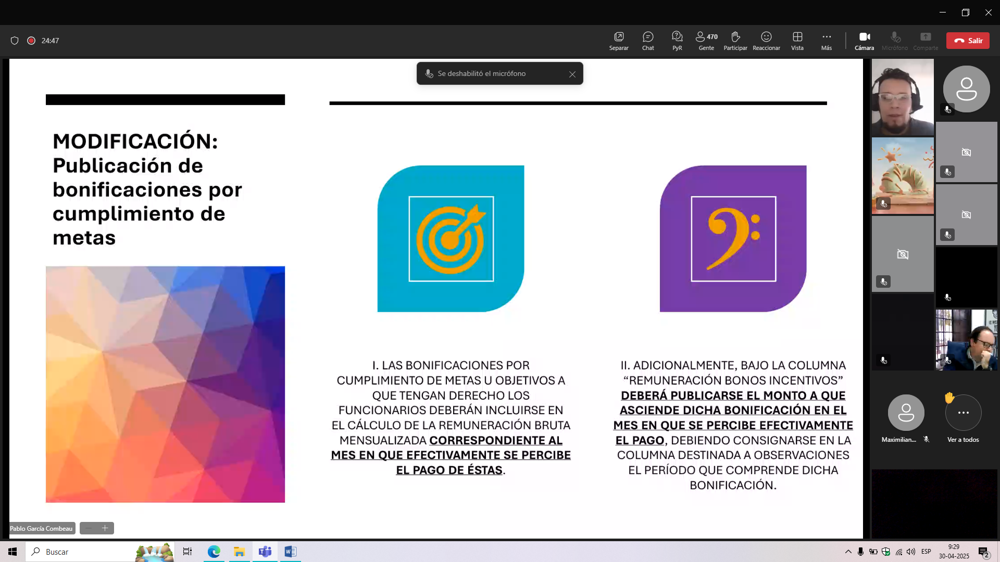 24:47
Separar
Chat
PyR
470
Gente
Participar
Reaccionar
Vista
Más
Cámara
Micrófono
Comparte
Salir
Se deshabilitó el micrófono
MODIFICACIÓN:
Publicación de
bonificaciones por
cumplimiento de
metas
I. LAS BONIFICACIONES POR
CUMPLIMIENTO DE METAS U OBJETIVOS A
QUE TENGAN DERECHO LOS
FUNCIONARIOS DEBERÁN INCLUIRSE EN
EL CÁLCULO DE LA REMUNERACIÓN BRUTA
MENSUALIZADA CORRESPONDIENTE AL
MES EN QUE EFECTIVAMENTE SE PERCIBE
EL PAGO DE ÉSTAS.
II. ADICIONALMENTE, BAJO LA COLUMNA
“REMUNERACIÓN BONOS INCENTIVOS”
DEBERÁ PUBLICARSE EL MONTO A QUE
ASCIENDE DICHA BONIFICACIÓN EN EL
MES EN QUE SE PERCIBE EFECTIVAMENTE
EL PAGO, DEBIENDO CONSIGNARSE EN LA
COLUMNA DESTINADA A OBSERVACIONES
EL PERÍODO QUE COMPRENDE DICHA
BONIFICACIÓN.
Maximilian...
Ver a todos
Pablo García Combeau
Buscar
ESP
9:29
30-04-2025
2